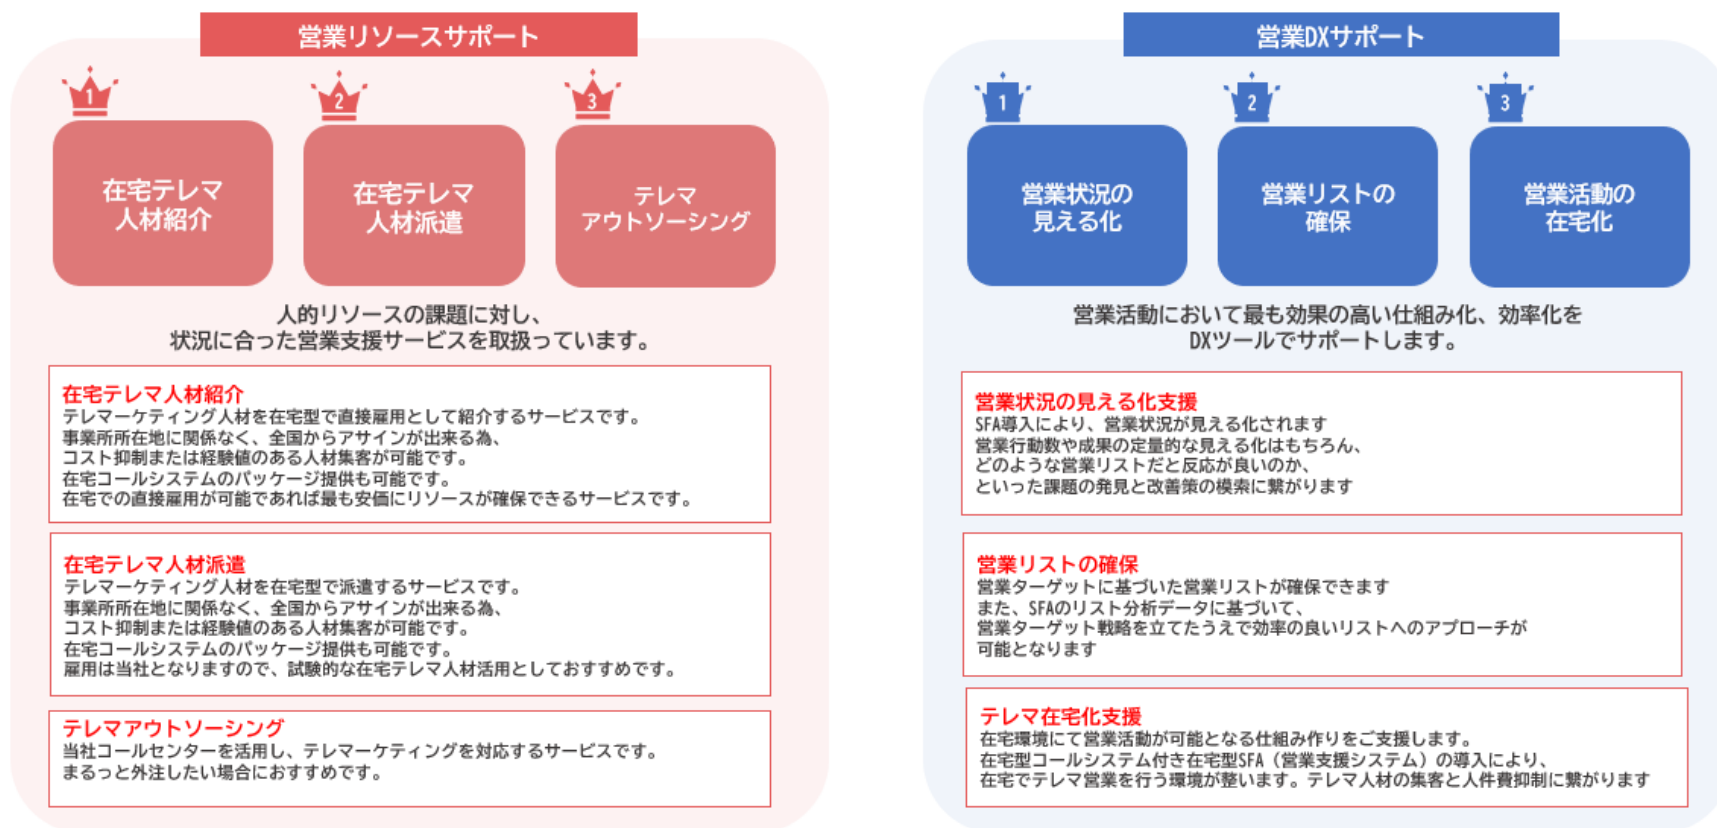 営業リソースサポート
1
2
3
在宅テレマ
人材紹介
在宅テレマ
人材派遣
テレマ
アウトソーシング
人的リソースの課題に対し、
状況に合った営業支援サービスを取扱っています。
在宅テレマ人材紹介
テレマーケティング人材を在宅型で直接雇用として紹介するサービスです。
事業所所在地に関係なく、全国からアサインが出来る為、
コスト抑制または経験値のある人材集客が可能です。
在宅コールシステムのパッケージ提供も可能です。
在宅での直接雇用が可能であれば最も安価にリソースが確保できるサービスです。
在宅テレマ人材派遣
テレマーケティング人材を在宅型で派遣するサービスです。
事業所所在地に関係なく、全国からアサインが出来る為、
コスト抑制または経験値のある人材集客が可能です。
在宅コールシステムのパッケージ提供も可能です。
雇用は当社となりますので、試験的な在宅テレマ人材活用としておすすめです。
テレマアウトソーシング
当社コールセンターを活用し、テレマーケティングを対応するサービスです。
まるっと外注したい場合におすすめです。
営業DXサポート
1
2
3
営業状況の
見える化
営業リストの
確保
営業活動の
在宅化
営業活動において最も効果の高い仕組み化、効率化を
DXツールでサポートします。
営業状況の見える化支援
SFA導入により、営業状況が見える化されます
営業行動数や成果の定量的な見える化はもちろん、
どのような営業リストだと反応が良いのか、
といった課題の発見と改善策の模索に繋がります
営業リストの確保
営業ターゲットに基づいた営業リストが確保できます
また、SFAのリスト分析データに基づいて、
営業ターゲット戦略を立てたうえで効率の良いリストへのアプローチが
可能となります
テレマ在宅化支援
在宅環境にて営業活動が可能となる仕組み作りをご支援します。
在宅型コールシステム付き在宅型SFA（営業支援システム）の導入により、
在宅でテレマ営業を行う環境が整います。テレマ人材の集客と人件費抑制に繋がります